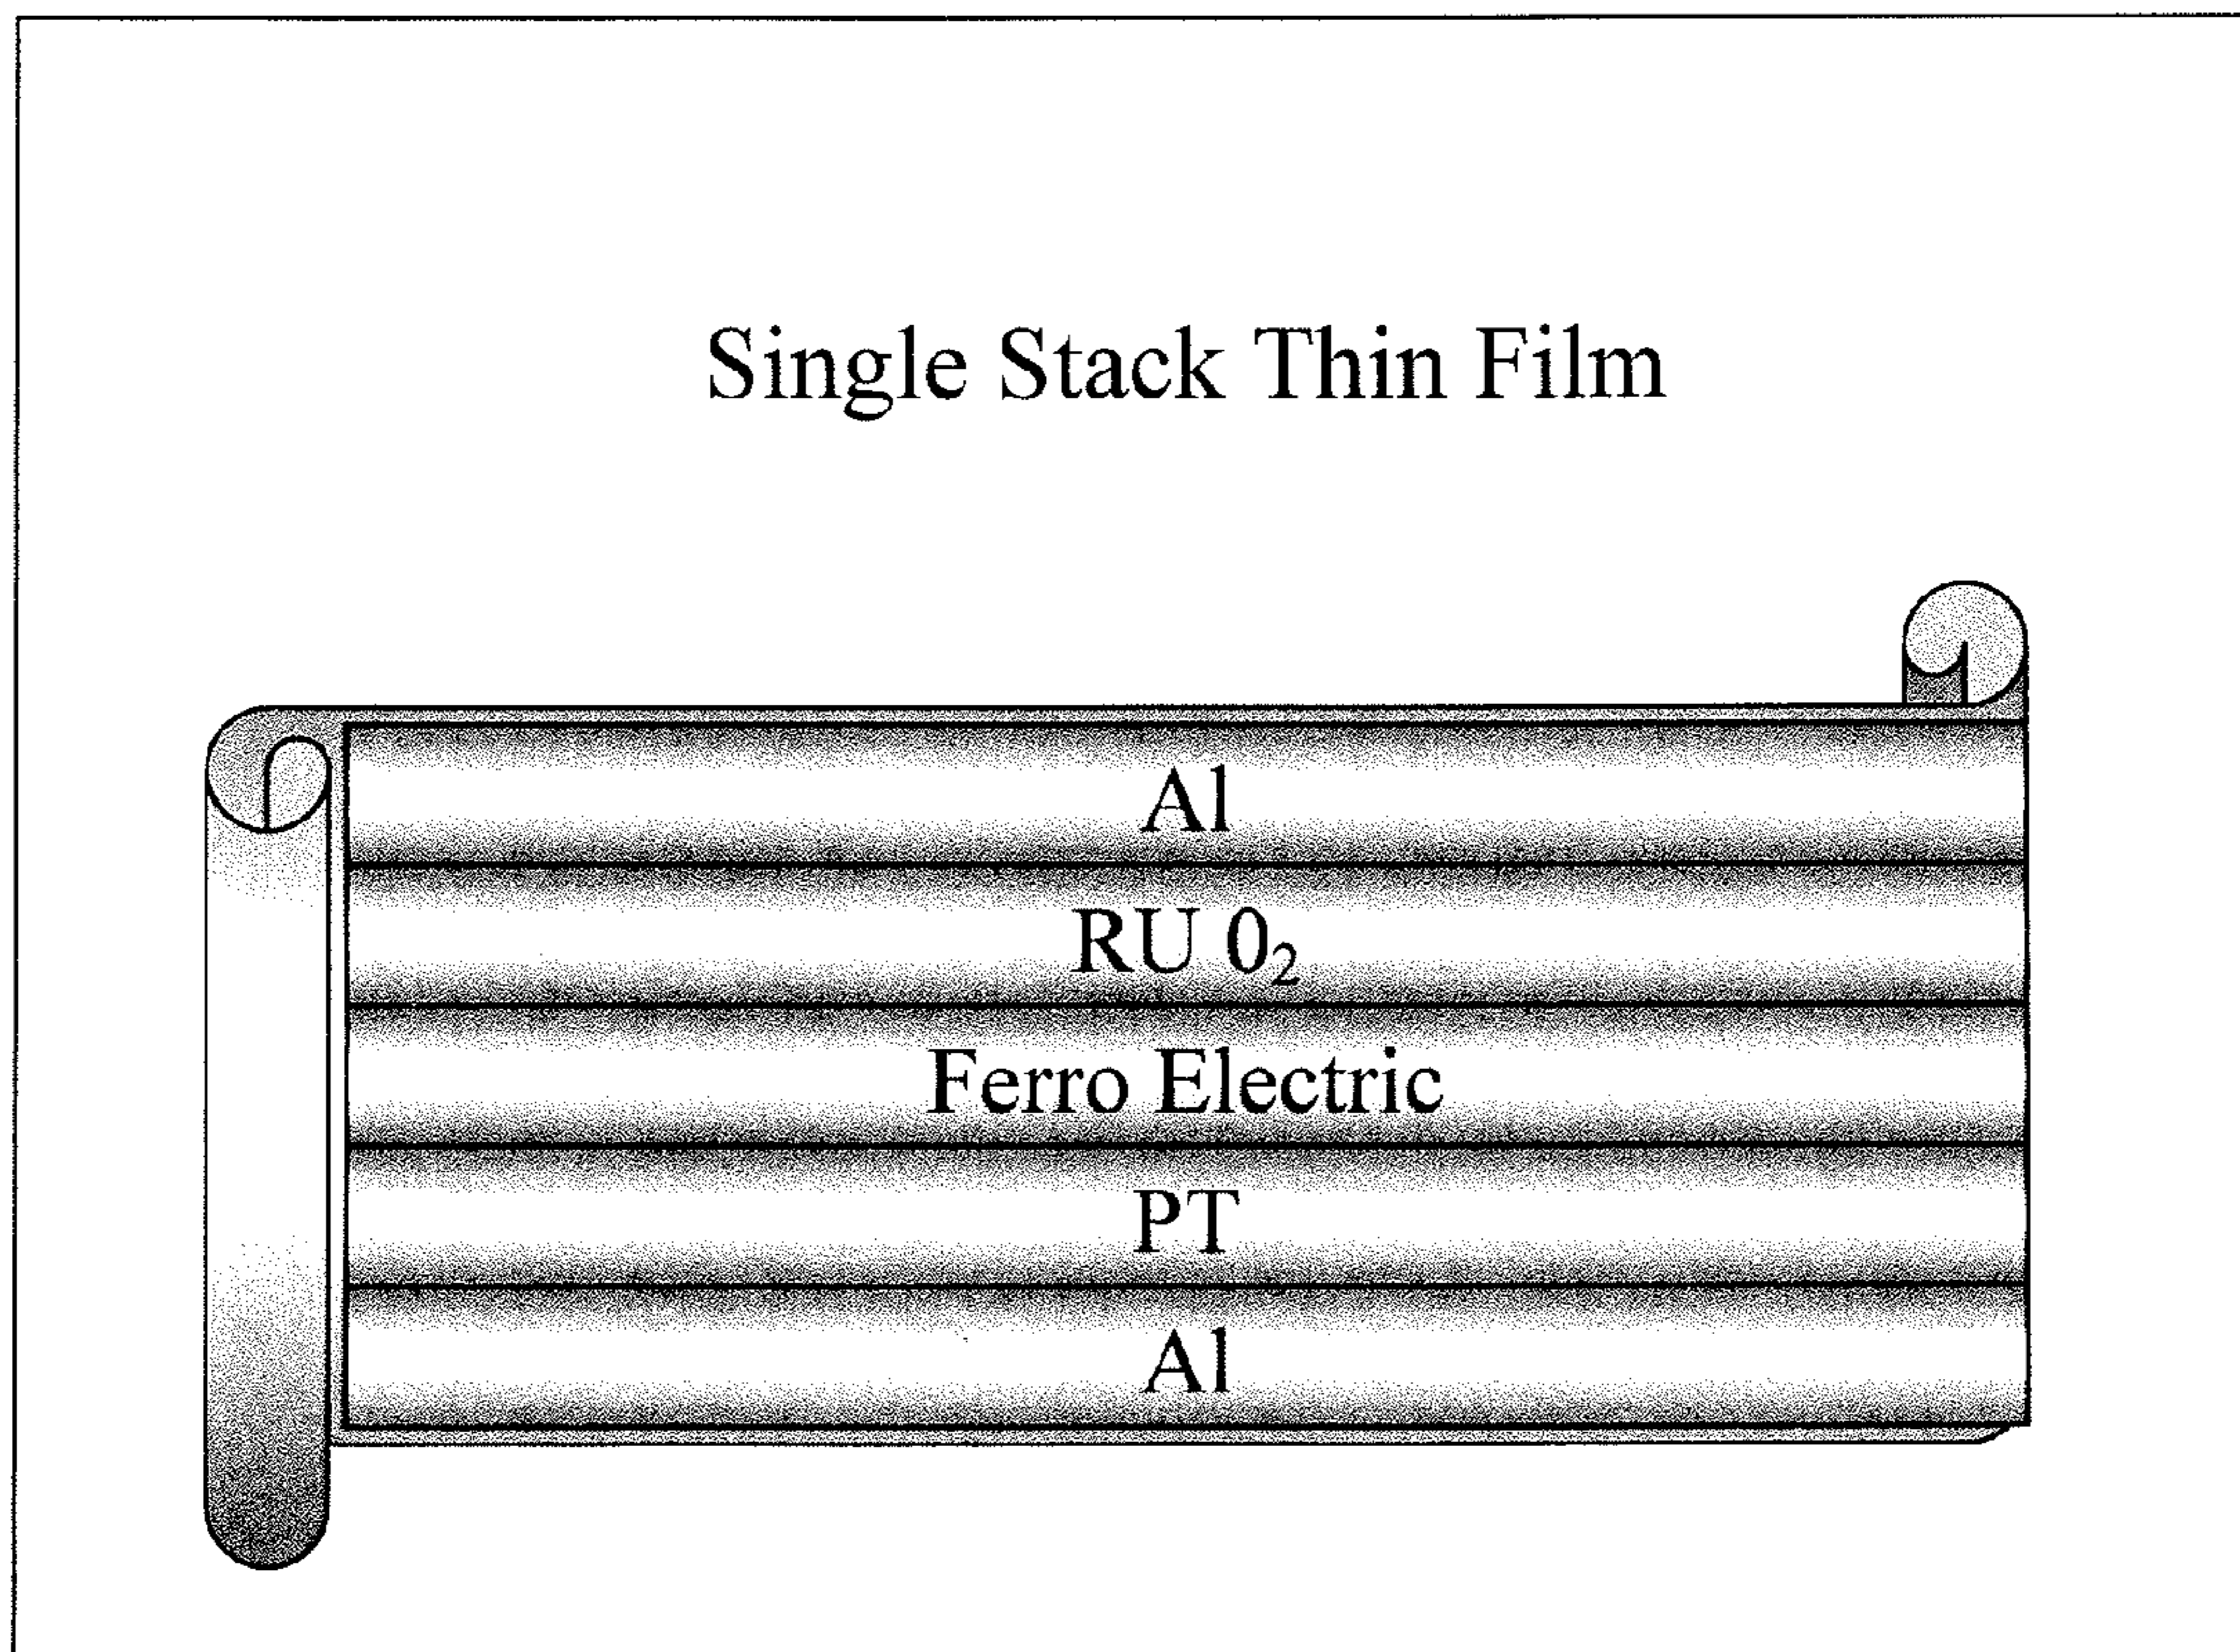 Single Stack Thin Film
Al
RU 0₂
Ferro Electric
PT
Al